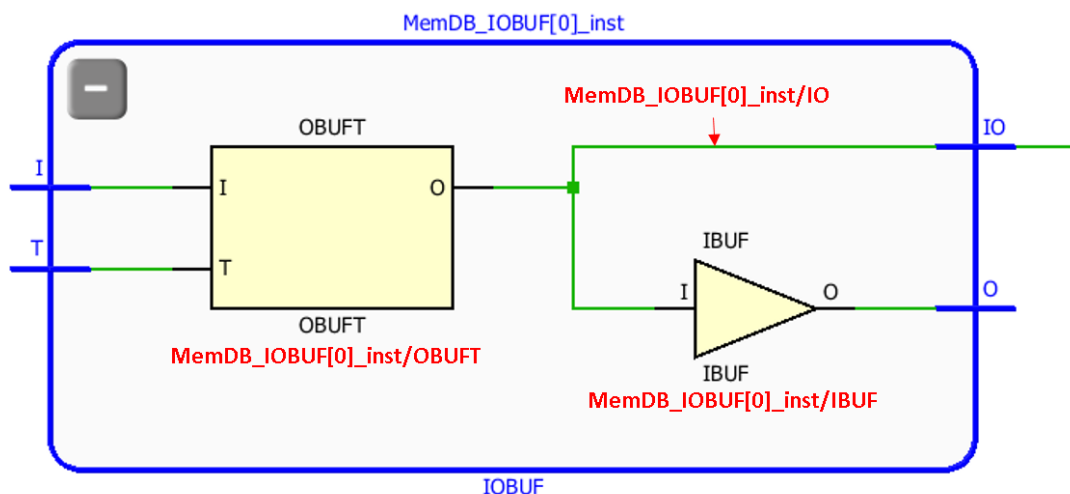 MemDB_IOBUF[0]_inst
MemDB_IOBUF[0]_inst/IO
OBUFT
IO
I
I
O
T
T
IBUF
I
O
O
OBUFT
MemDB_IOBUF[0]_inst/OBUFT
IBUF
MemDB_IOBUF[0]_inst/IBUF
IOBUF